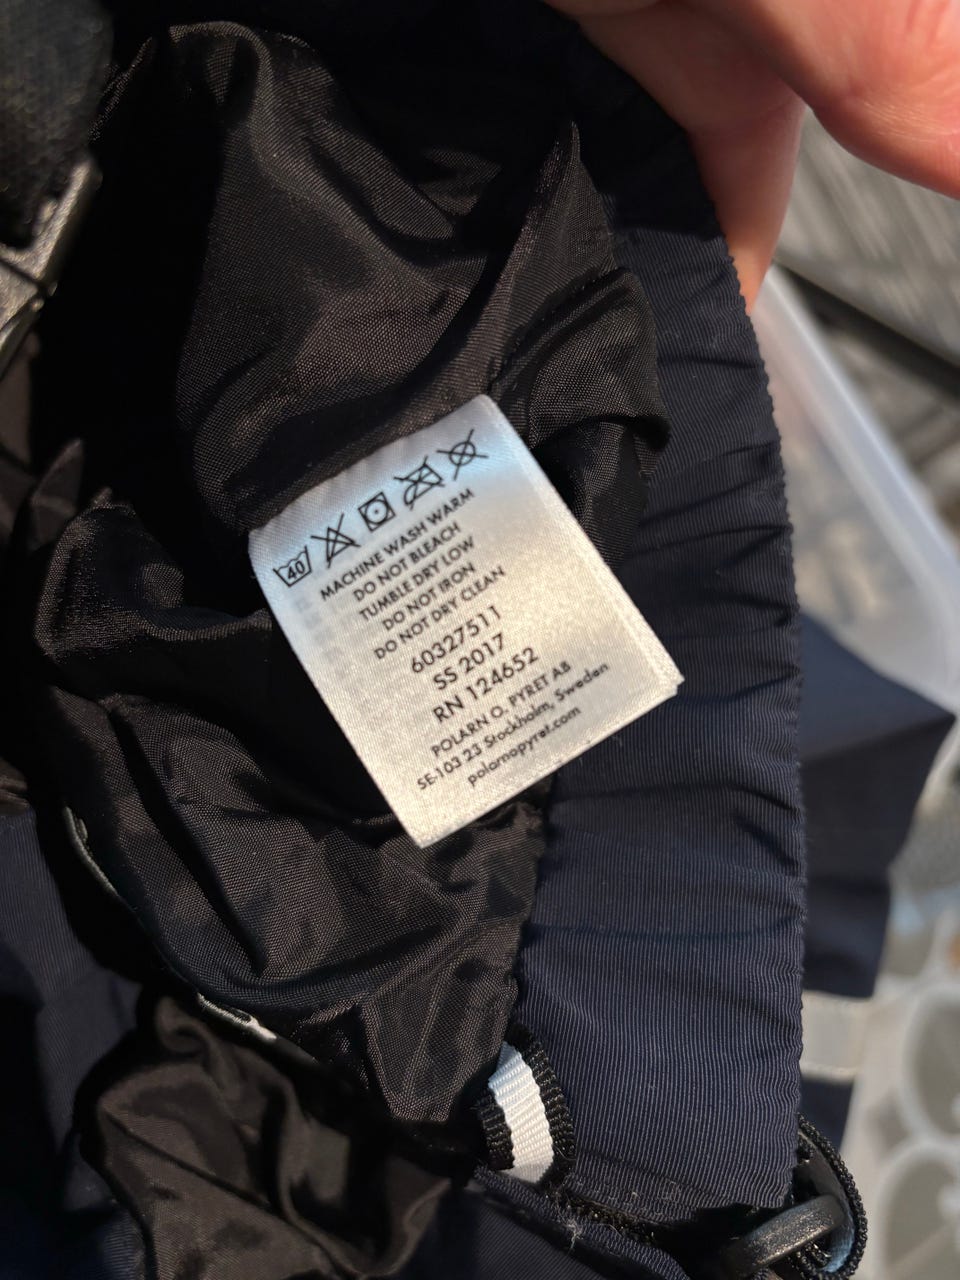 40
MACHINE WASH WARM
DO NOT BLEACH
TUMBLE DRY LOW
DO NOT IRON
DO NOT DRY CLEAN
60327511
SS 2017
RN 124652
POLARN O. PYRET AB
SE-103 23 Stockholm, Sweden
polarnopyret.com